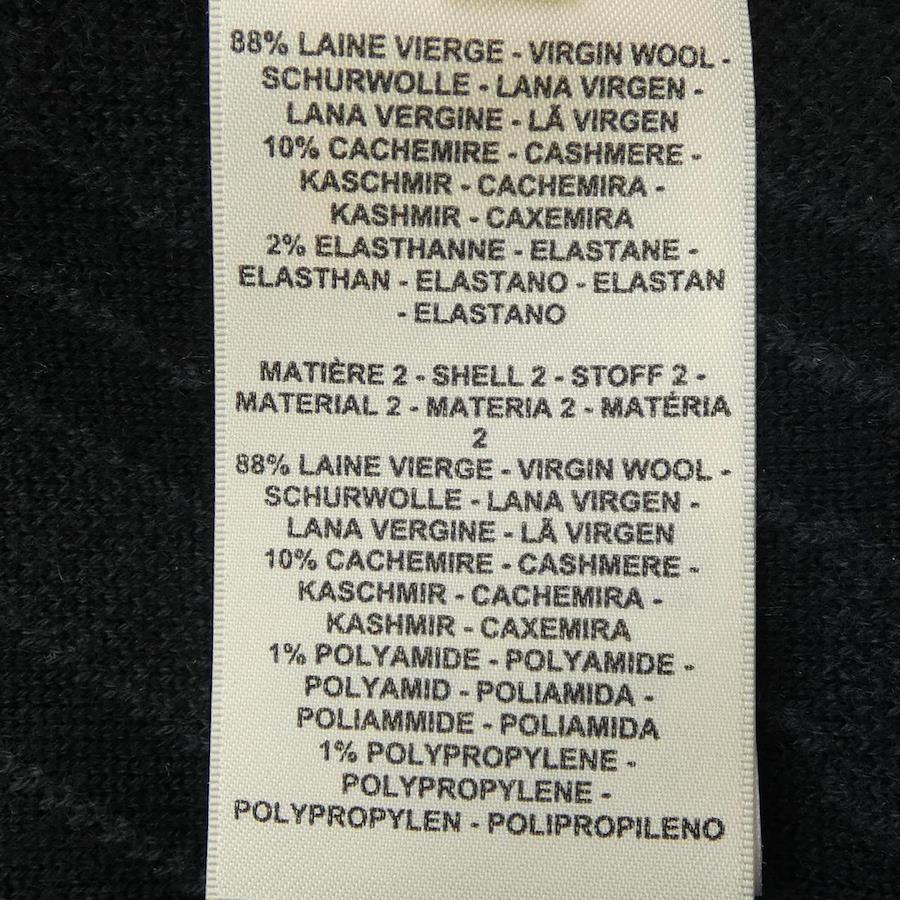 88% LAINE VIERGE - VIRGIN WOOL -
SCHURWOLLE - LANA VIRGEN -
LANA VERGINE - LÃ VIRGEN
10% CACHEMIRE - CASHMERE -
KASCHMIR - CACHEMIRA -
KASHMIR - CAXEMIRA
2% ELASTHANNE - ELASTANE -
ELASTHAN - ELASTANO - ELASTAN
- ELASTANO
MATIÈRE 2 - SHELL 2 - STOFF 2 -
MATERIAL 2 - MATERIA 2 - MATÉRIA
2
88% LAINE VIERGE - VIRGIN WOOL -
SCHURWOLLE - LANA VIRGEN -
LANA VERGINE - LÃ VIRGEN
10% CACHEMIRE - CASHMERE -
KASCHMIR - CACHEMIRA -
KASHMIR - CAXEMIRA
1% POLYAMIDE - POLYAMIDE -
POLYAMID - POLIAMIDA -
POLIAMMIDE - POLIAMIDA
1% POLYPROPYLENE -
POLYPROPYLENE -
POLYPROPYLEN - POLIPROPILENO